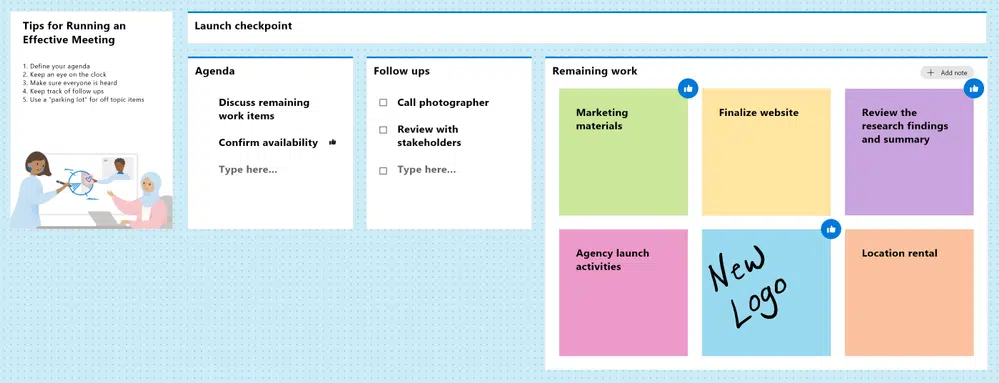 Tips for Running an
Effective Meeting
1. Define your agenda
2. Keep an eye on the clock
3. Make sure everyone is heard
4. Keep track of follow ups
5. Use a "parking lot" for off topic items
Launch checkpoint
Agenda
Discuss remaining
work items
Confirm availability
Type here...
Follow ups
Call photographer
Review with
stakeholders
Type here...
Remaining work
+ Add note
Marketing
materials
Finalize website
Review the
research findings
and summary
Agency launch
activities
New
Logo
Location rental